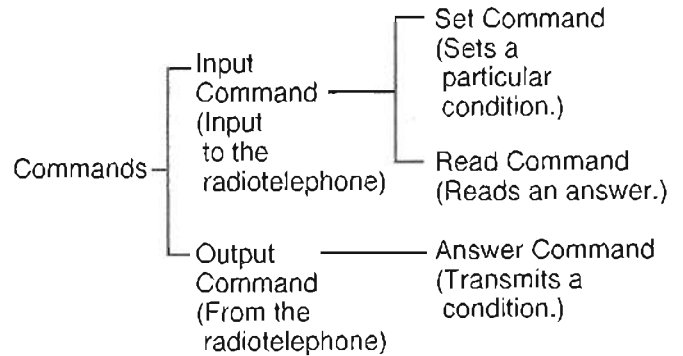 Commands
Input
Command
(Input
to the
radiotelephone)
Set Command
(Sets a
particular
condition.)
Read Command
(Reads an answer.)
Output
Command
(From the
radiotelephone)
Answer Command
(Transmits a
condition.)